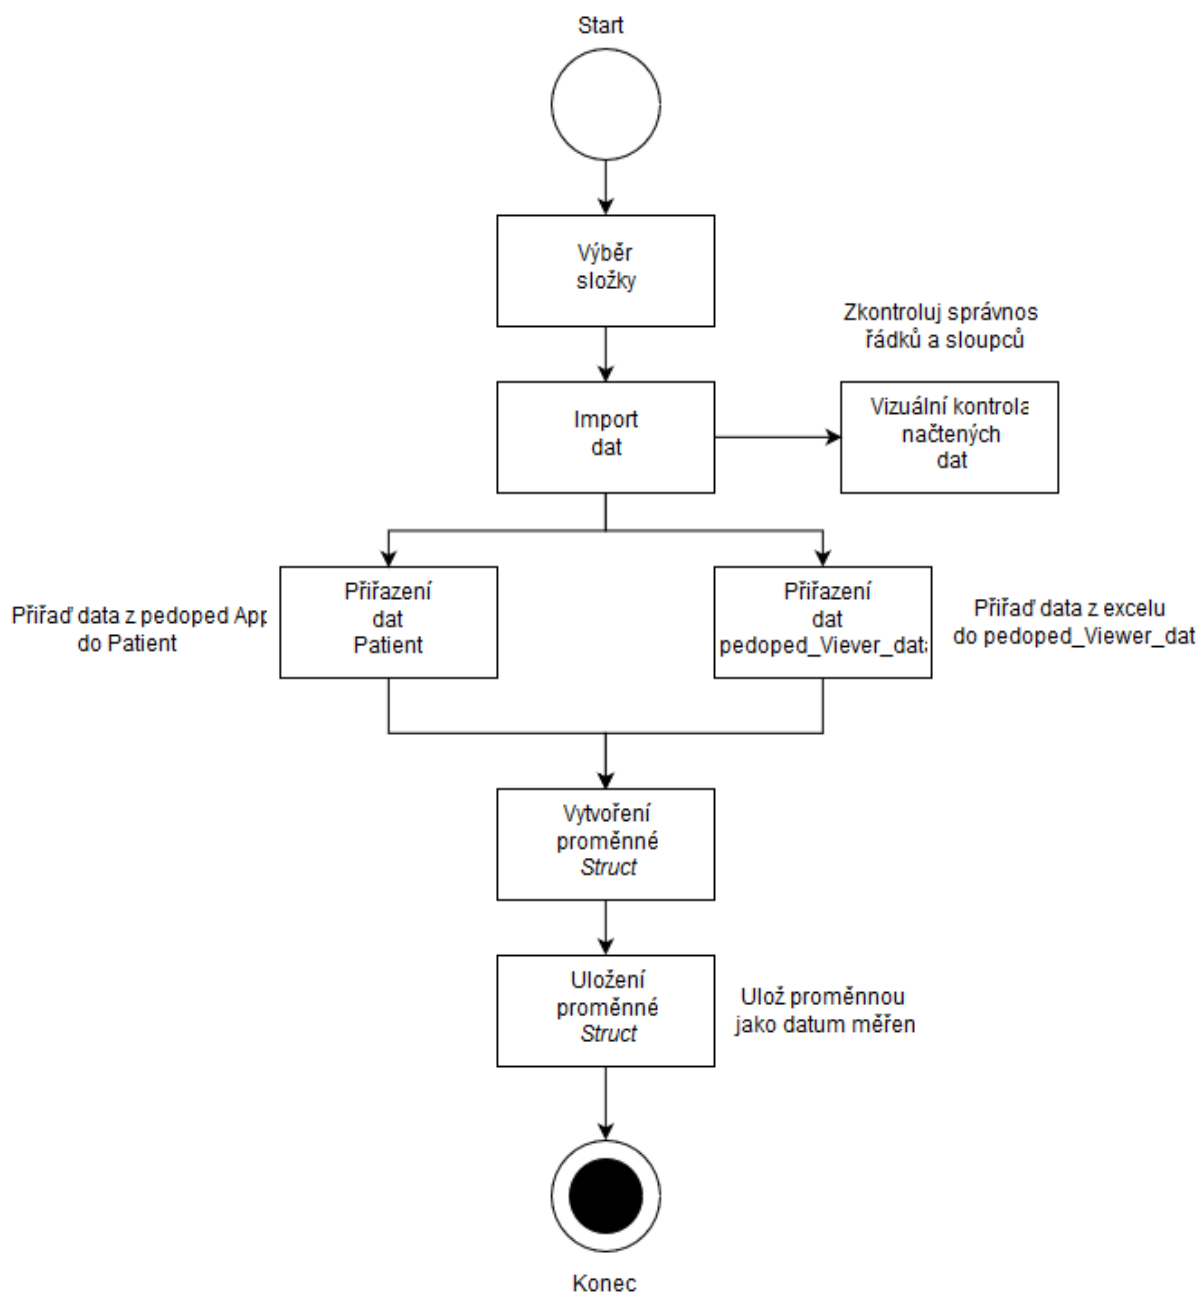 Start
Výběr
složky
Zkontroluj správnos
řádků a sloupců
Import
dat
Vizuální kontrola
načtených
dat
Přiřaď data z pedoped App
do Patient
Přiřazení
dat
Patient
Přiřazení
dat
pedoped_Viever_data
Přiřaď data z excelu
do pedoped_Viewer_dat
Vytvoření
proměnné
Struct
Uložení
proměnné
Struct
Ulož proměnnou
jako datum měřen
Konec